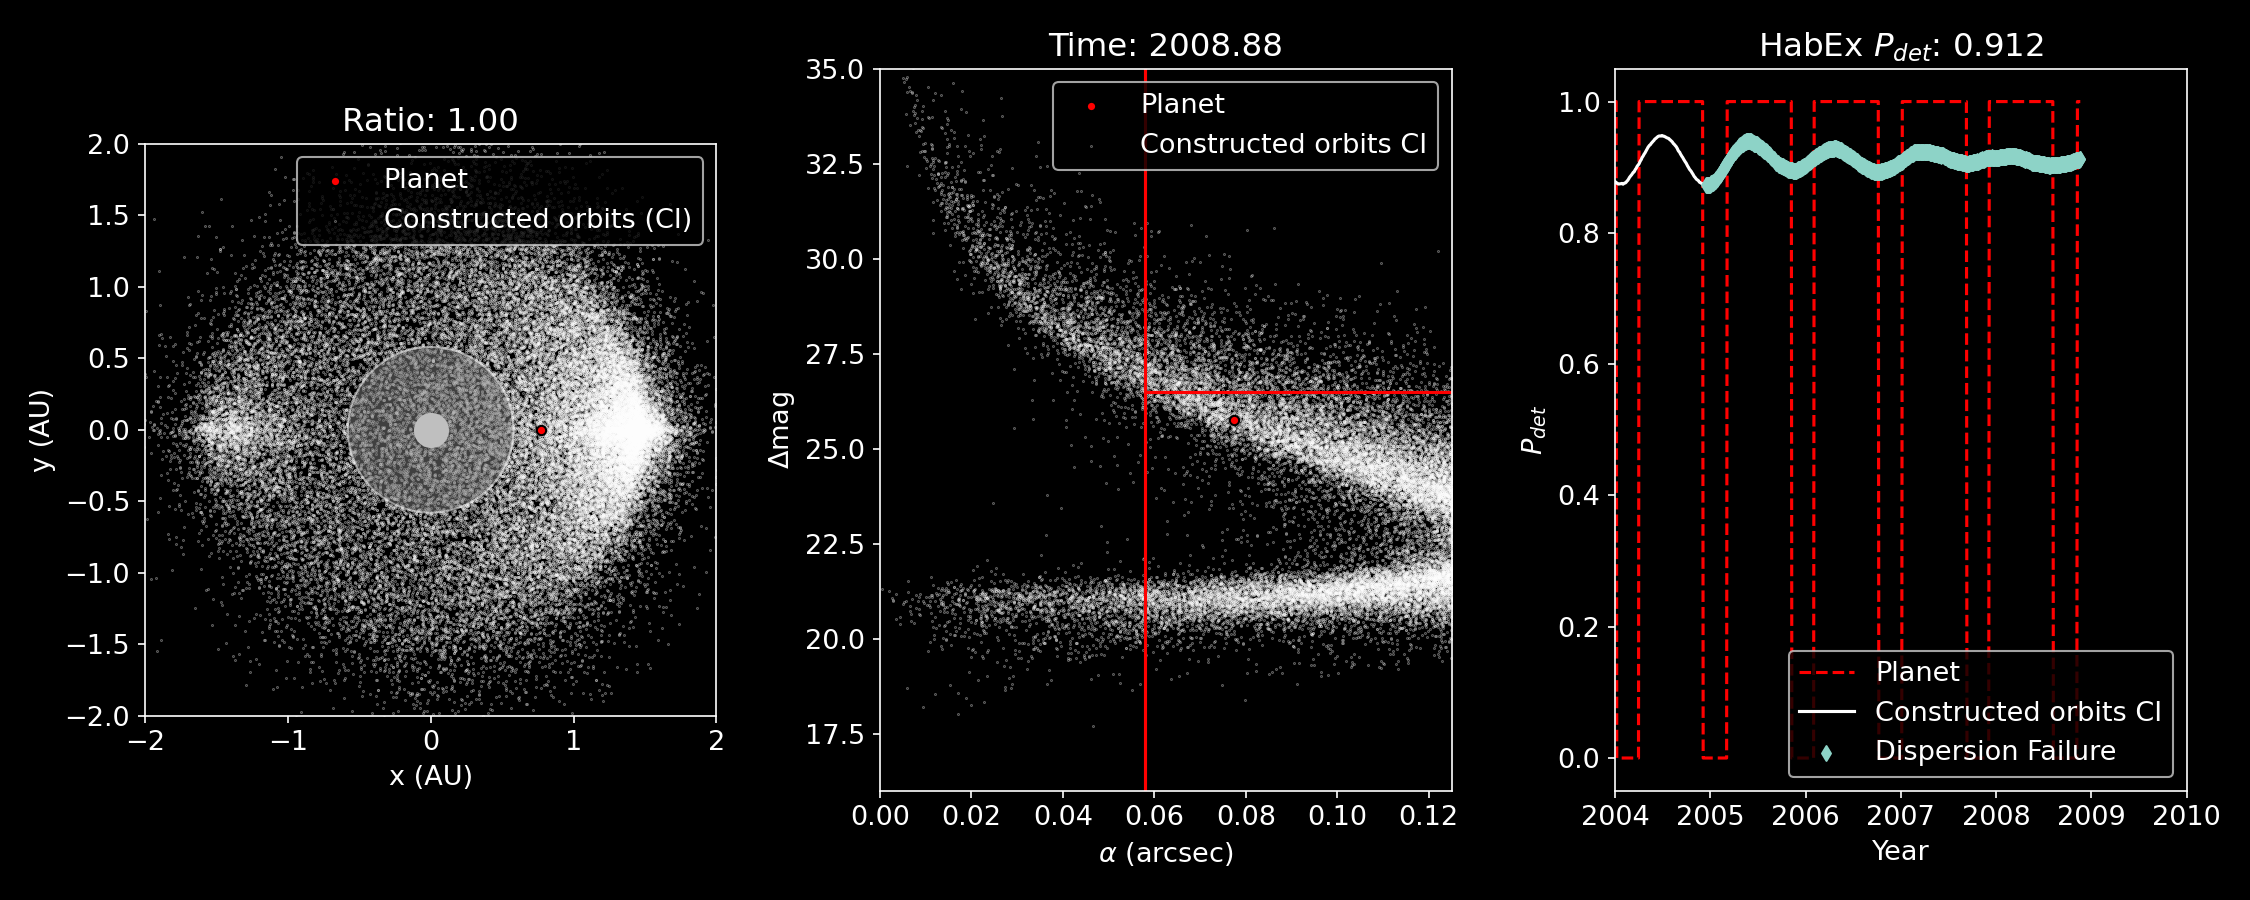 Ratio: 1.00
Planet
Constructed orbits (CI)
2.0
1.5
1.0
0.5
0.0
−0.5
−1.0
−1.5
−2.0
y (AU)
−2 −1 0 1 2
x (AU)
Time: 2008.88
Planet
Constructed orbits CI
35.0
32.5
30.0
27.5
25.0
22.5
20.0
17.5
Δmag
0.00 0.02 0.04 0.06 0.08 0.10 0.12
α (arcsec)
HabEx P_det: 0.912
1.0
0.8
0.6
0.4
0.2
0.0
P_det
Planet
Constructed orbits CI
Dispersion Failure
2004 2005 2006 2007 2008 2009 2010
Year